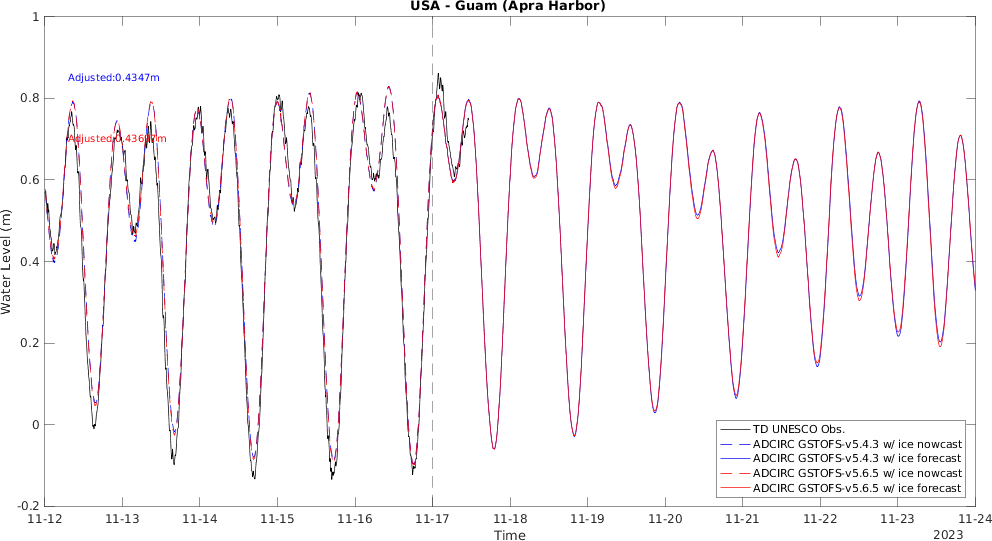 USA - Guam (Apra Harbor)
1
0.8
0.6
0.4
0.2
0
-0.2
Water Level (m)
Adjusted:0.4347m
TD UNESCO Obs.
ADCIRC GSTOFS-v5.4.3 w/ ice nowcast
ADCIRC GSTOFS-v5.4.3 w/ ice forecast
ADCIRC GSTOFS-v5.6.5 w/ ice nowcast
ADCIRC GSTOFS-v5.6.5 w/ ice forecast
11-12 11-13 11-14 11-15 11-16 11-17 11-18 11-19 11-20 11-21 11-22 11-23 11-24
Time
2023